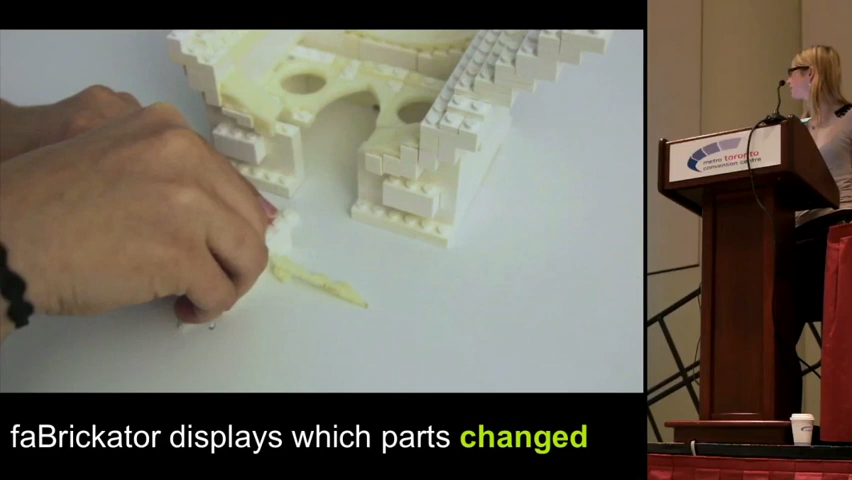 metro toronto
convention centre
faBrickator displays which parts changed